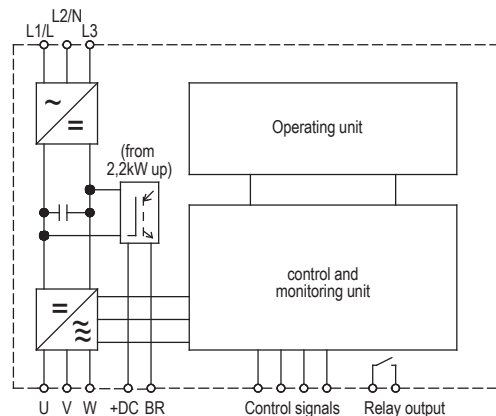 L2/N
L1/L L3
~
=
Operating unit
(from
2,2kW up)
control and
monitoring unit
=
≈
U V W +DC BR Control signals Relay output